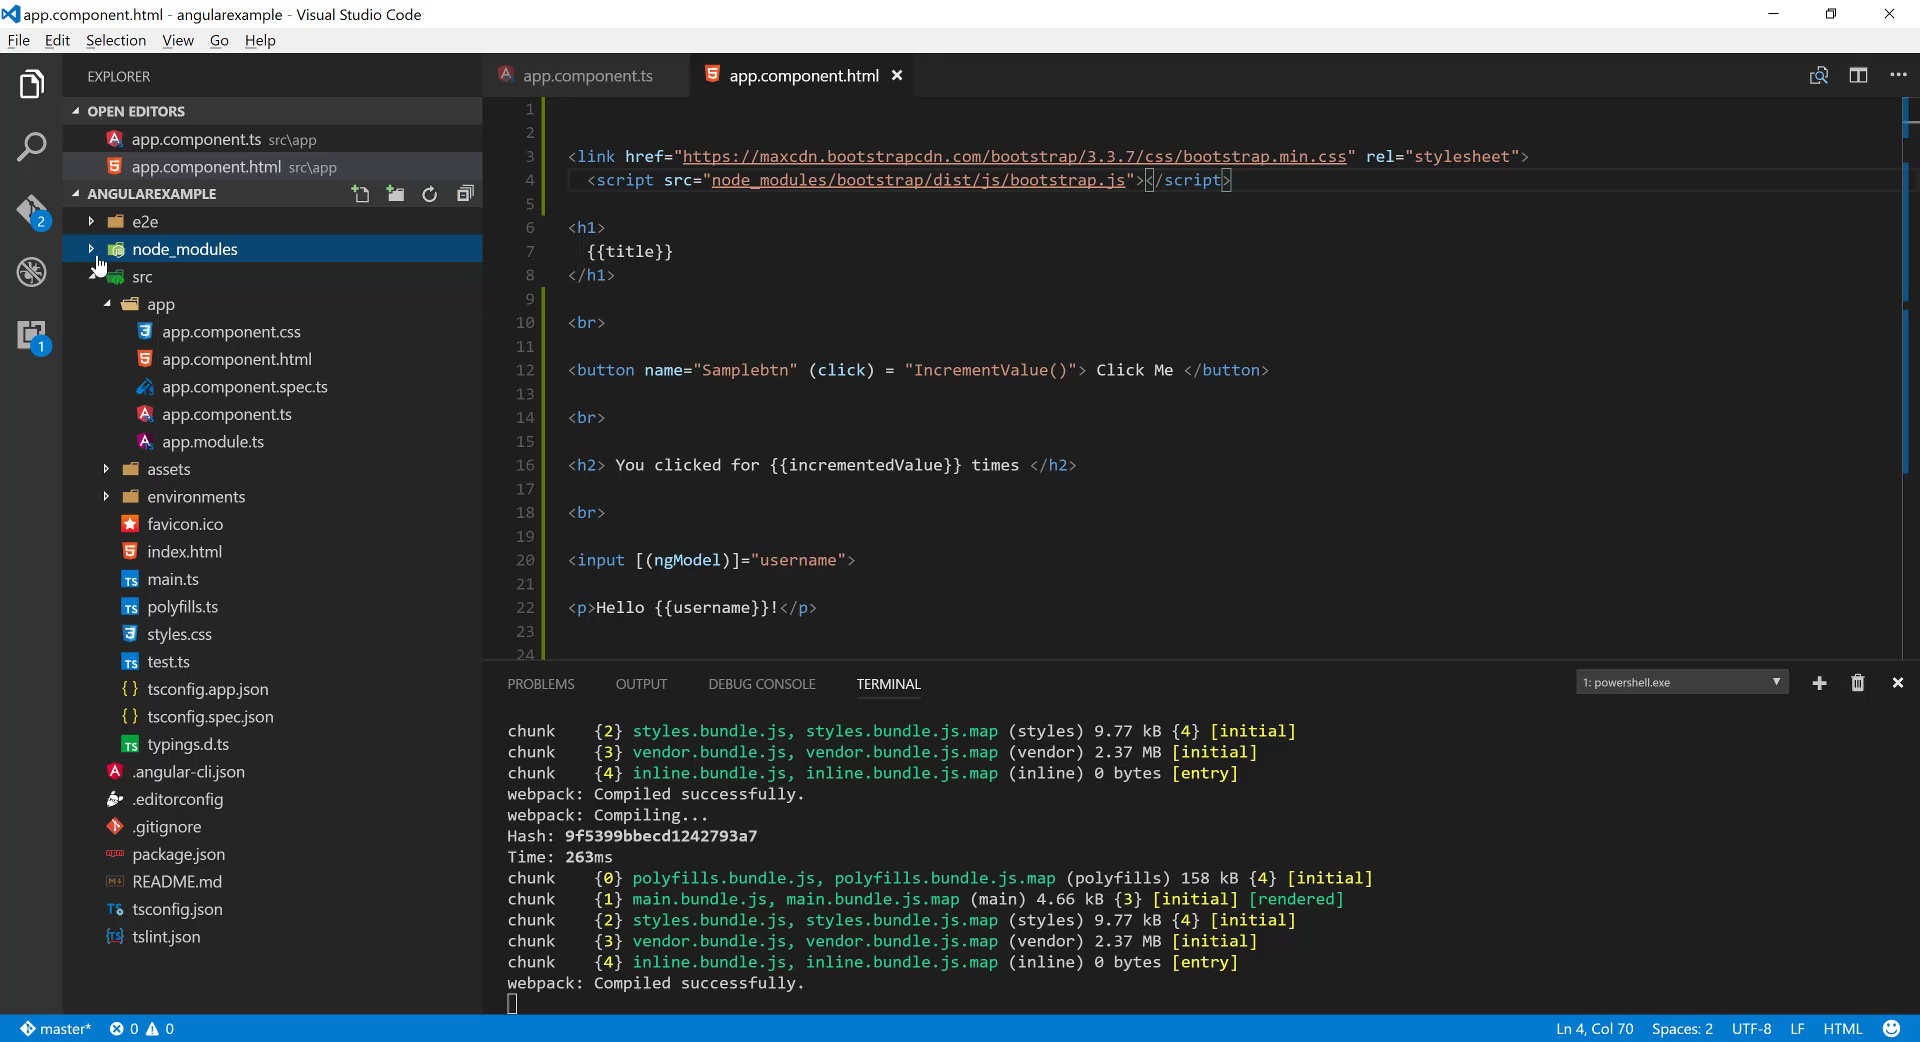 app.component.html - angularexample - Visual Studio Code
File Edit Selection View Go Help
EXPLORER
OPEN EDITORS
app.component.ts src\app
app.component.html src\app
ANGULAREXAMPLE
e2e
node_modules
src
app
app.component.css
app.component.html
app.component.spec.ts
app.component.ts
app.module.ts
assets
environments
favicon.ico
index.html
main.ts
polyfills.ts
styles.css
test.ts
tsconfig.app.json
tsconfig.spec.json
typings.d.ts
.angular-cli.json
.editorconfig
.gitignore
package.json
README.md
tsconfig.json
tslint.json
2
1
app.component.ts app.component.html
1
2
3 <link href="https://maxcdn.bootstrapcdn.com/bootstrap/3.3.7/css/bootstrap.min.css" rel="stylesheet">
4 <script src="node_modules/bootstrap/dist/js/bootstrap.js"></script>
5
6 <h1>
7 {{title}}
8 </h1>
9
10 <br>
11
12 <button name="Samplebtn" (click) = "IncrementValue()"> Click Me </button>
13
14 <br>
15
16 <h2> You clicked for {{incrementedValue}} times </h2>
17
18 <br>
19
20 <input [(ngModel)]="username">
21
22 <p>Hello {{username}}!</p>
23
24
PROBLEMS OUTPUT DEBUG CONSOLE TERMINAL 1: powershell.exe
chunk {2} styles.bundle.js, styles.bundle.js.map (styles) 9.77 kB {4} [initial]
chunk {3} vendor.bundle.js, vendor.bundle.js.map (vendor) 2.37 MB [initial]
chunk {4} inline.bundle.js, inline.bundle.js.map (inline) 0 bytes [entry]
webpack: Compiled successfully.
webpack: Compiling...
Hash: 9f5399bbecd1242793a7
Time: 263ms
chunk {0} polyfills.bundle.js, polyfills.bundle.js.map (polyfills) 158 kB {4} [initial]
chunk {1} main.bundle.js, main.bundle.js.map (main) 4.66 kB {3} [initial] [rendered]
chunk {2} styles.bundle.js, styles.bundle.js.map (styles) 9.77 kB {4} [initial]
chunk {3} vendor.bundle.js, vendor.bundle.js.map (vendor) 2.37 MB [initial]
chunk {4} inline.bundle.js, inline.bundle.js.map (inline) 0 bytes [entry]
webpack: Compiled successfully.
master* 0 0 Ln 4, Col 70 Spaces: 2 UTF-8 LF HTML